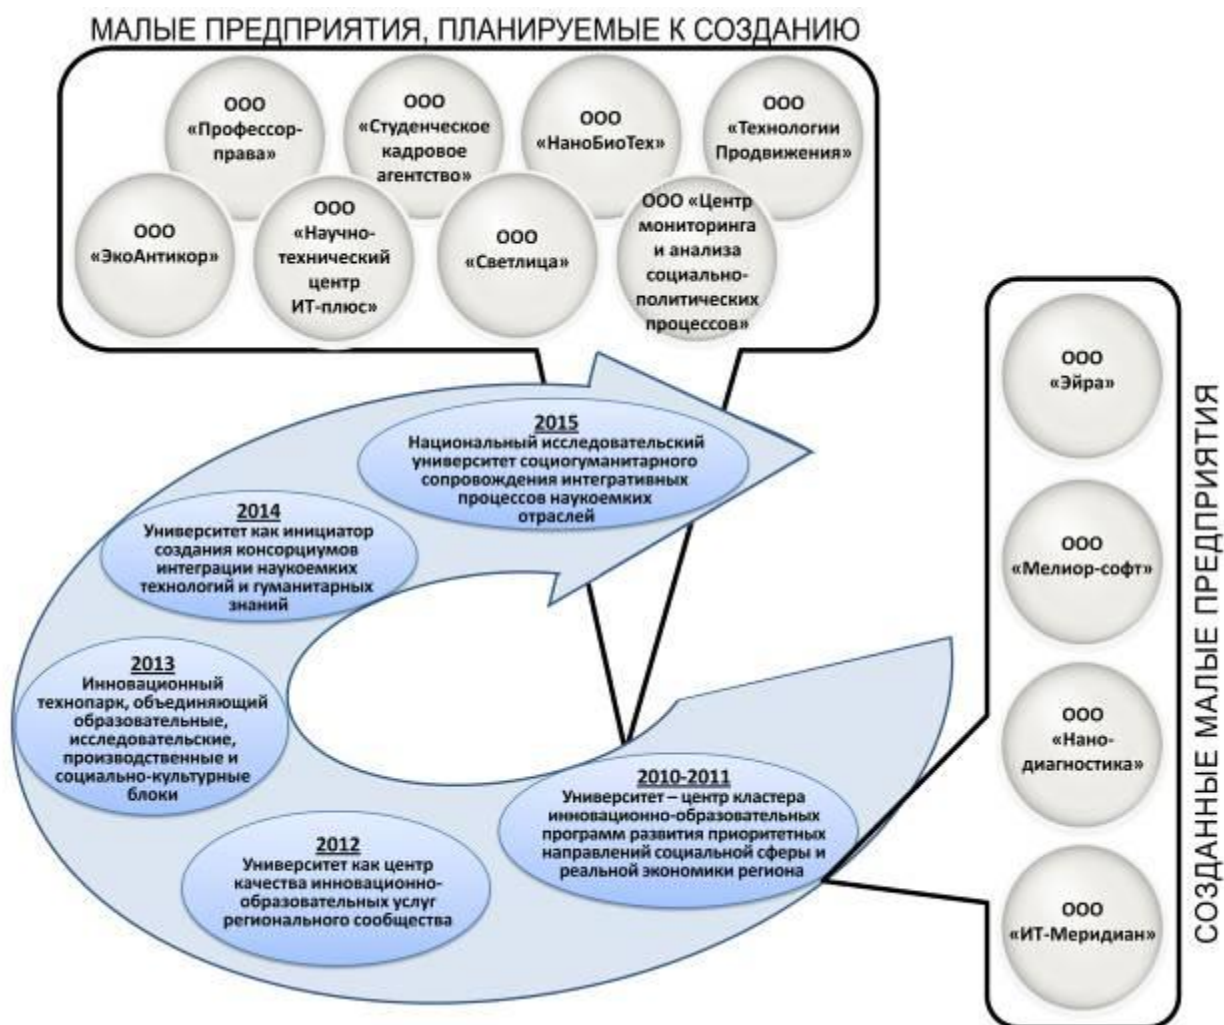 МАЛЫЕ ПРЕДПРИЯТИЯ, ПЛАНИРУЕМЫЕ К СОЗДАНИЮ
ООО
«Профессор-
права»
ООО
«Студенческое
кадровое
агентство»
ООО
«НаноБиоТех»
ООО
«Технологии
Продвижения»
ООО
«ЭкоАнтикор»
ООО
«Научно-
технический
центр
ИТ-плюс»
ООО
«Светлица»
ООО «Центр
мониторинга
и анализа
социально-
политических
процессов»
2015
Национальный исследовательский
университет социогуманитарного
сопровождения интегративных
процессов наукоемких
отраслей
2014
Университет как инициатор
создания консорциумов
интеграции наукоемких
технологий и гуманитарных
знаний
2013
Инновационный
технопарк, объединяющий
образовательные,
исследовательские,
производственные и
социально-культурные
блоки
2012
Университет как центр
качества инновационно-
образовательных услуг
регионального сообщества
2010-2011
Университет – центр кластера
инновационно-образовательных
программ развития приоритетных
направлений социальной сферы и
реальной экономики региона
ООО
«Эйра»
ООО
«Мелиор-софт»
ООО
«Нано-
диагностика»
ООО
«ИТ-Меридиан»
СОЗДАННЫЕ МАЛЫЕ ПРЕДПРИЯТИЯ